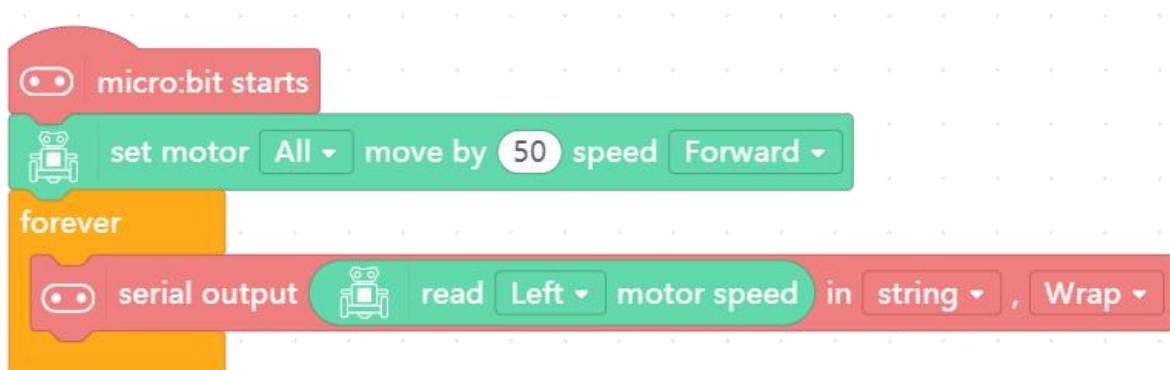 micro:bit starts
set motor All move by 50 speed Forward
forever
serial output read Left motor speed in string , Wrap